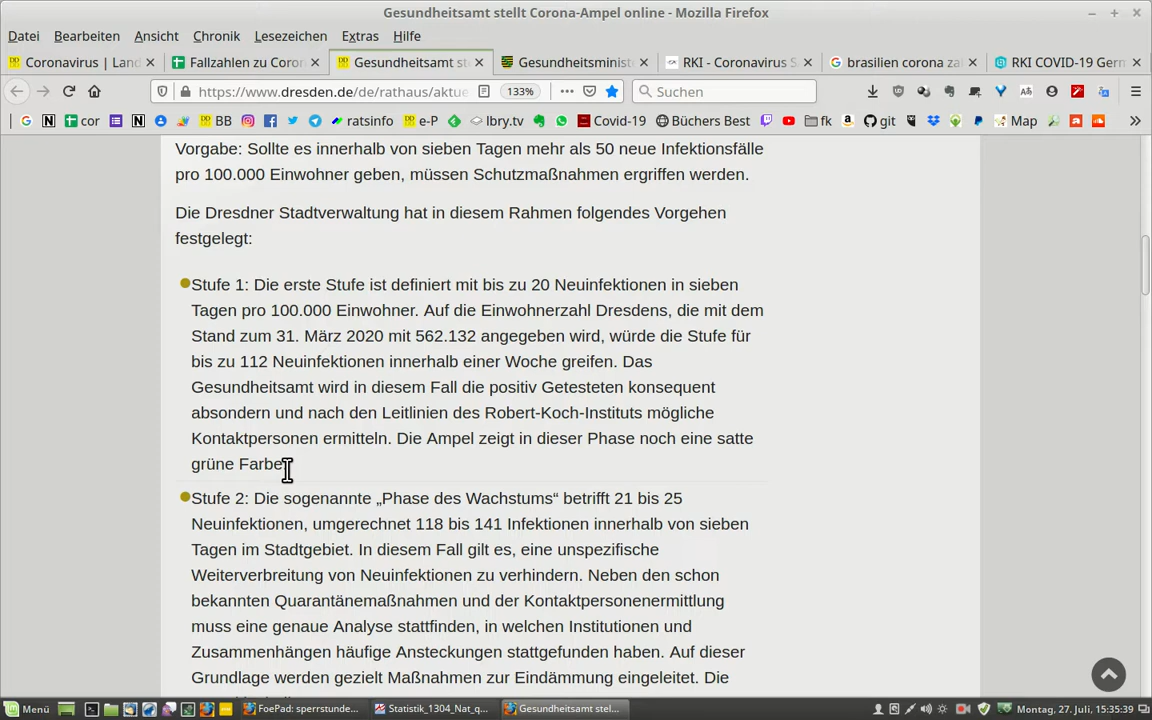 Gesundheitsamt stellt Corona-Ampel online - Mozilla Firefox
Datei Bearbeiten Ansicht Chronik Lesezeichen Extras Hilfe
Coronavirus | Land Fallzahlen zu Coron Gesundheitsamt st Gesundheitsminist RKI - Coronavirus S brasilien corona za RKI COVID-19 Germ
https://www.dresden.de/de/rathaus/aktue 133% Suchen
cor BB ratsinfo e-P lbry.tv Covid-19 Büchers Best fk git Map
Vorgabe: Sollte es innerhalb von sieben Tagen mehr als 50 neue Infektionsfälle
pro 100.000 Einwohner geben, müssen Schutzmaßnahmen ergriffen werden.
Die Dresdner Stadtverwaltung hat in diesem Rahmen folgendes Vorgehen
festgelegt:
Stufe 1: Die erste Stufe ist definiert mit bis zu 20 Neuinfektionen in sieben
Tagen pro 100.000 Einwohner. Auf die Einwohnerzahl Dresdens, die mit dem
Stand zum 31. März 2020 mit 562.132 angegeben wird, würde die Stufe für
bis zu 112 Neuinfektionen innerhalb einer Woche greifen. Das
Gesundheitsamt wird in diesem Fall die positiv Getesteten konsequent
absondern und nach den Leitlinien des Robert-Koch-Instituts mögliche
Kontaktpersonen ermitteln. Die Ampel zeigt in dieser Phase noch eine satte
grüne Farbe.
Stufe 2: Die sogenannte „Phase des Wachstums“ betrifft 21 bis 25
Neuinfektionen, umgerechnet 118 bis 141 Infektionen innerhalb von sieben
Tagen im Stadtgebiet. In diesem Fall gilt es, eine unspezifische
Weiterverbreitung von Neuinfektionen zu verhindern. Neben den schon
bekannten Quarantänemaßnahmen und der Kontaktpersonenermittlung
muss eine genaue Analyse stattfinden, in welchen Institutionen und
Zusammenhängen häufige Ansteckungen stattgefunden haben. Auf dieser
Grundlage werden gezielt Maßnahmen zur Eindämmung eingeleitet. Die
Menü FoePad: sperrstunde... Statistik_1304_Nat_q... Gesundheitsamt stel... Montag, 27. Juli, 15:35:39